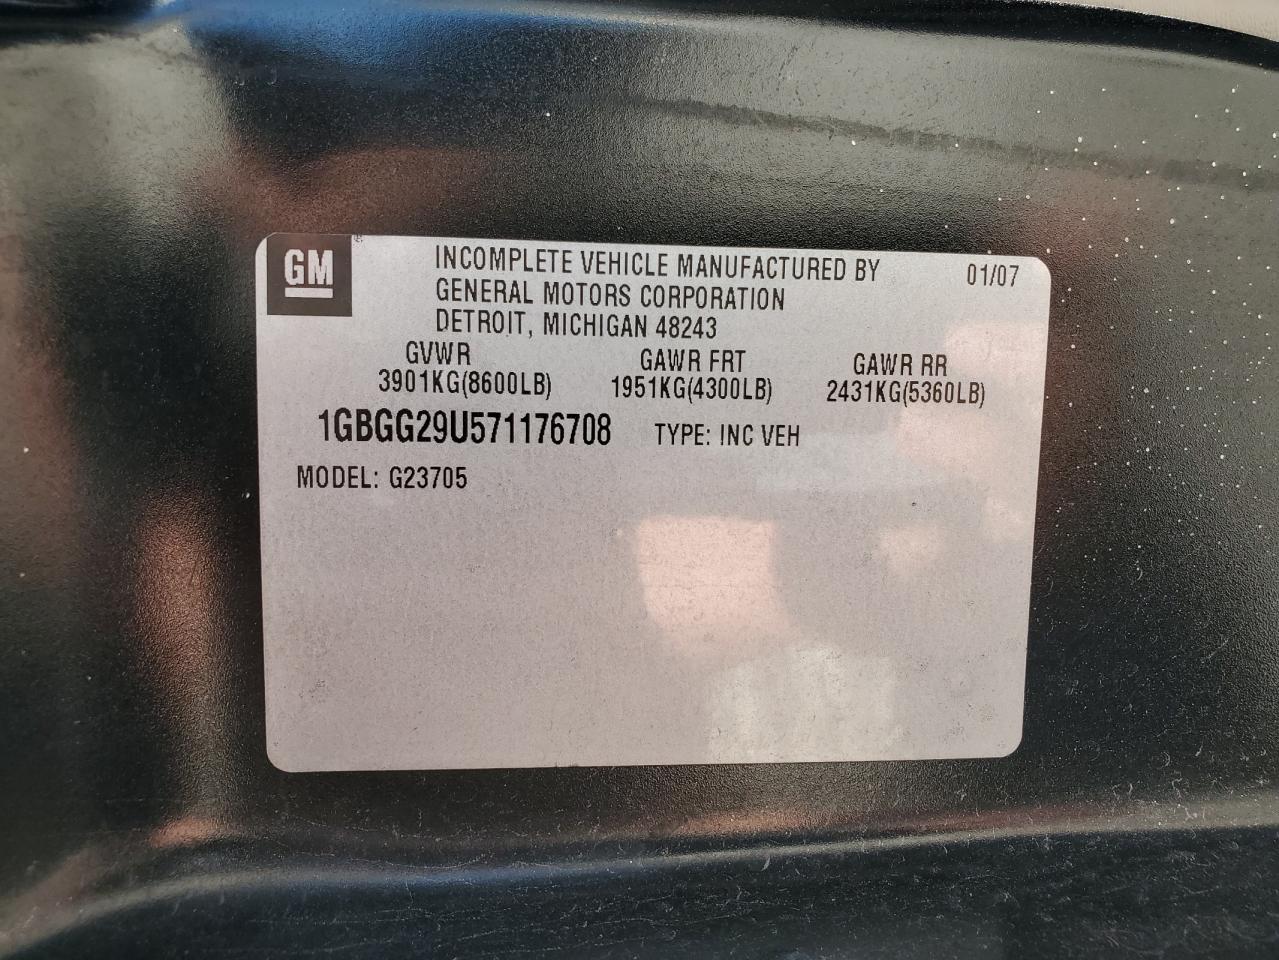 GM
INCOMPLETE VEHICLE MANUFACTURED BY 01/07
GENERAL MOTORS CORPORATION
DETROIT, MICHIGAN 48243
GVWR GAWR FRT GAWR RR
3901KG(8600LB) 1951KG(4300LB) 2431KG(5360LB)
1GBGG29U571176708 TYPE: INC VEH
MODEL: G23705